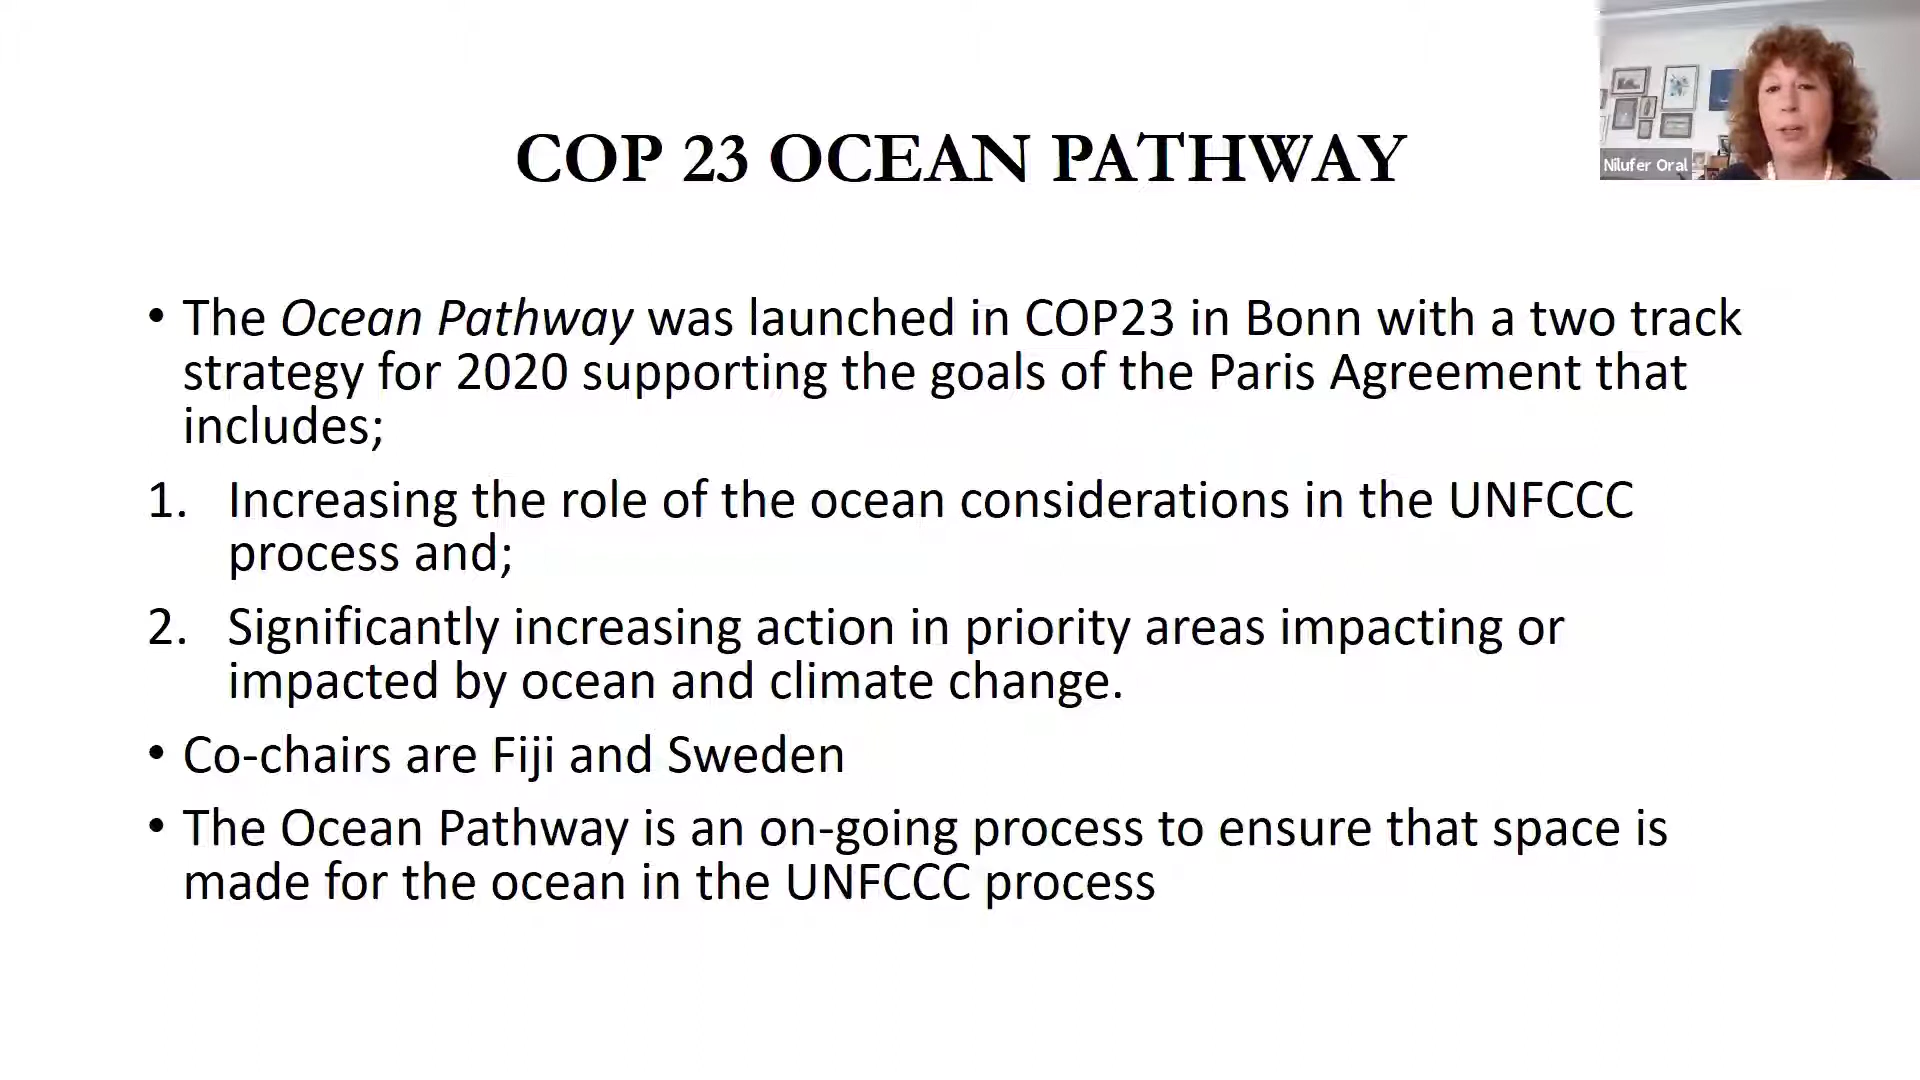 COP 23 OCEAN PATHWAY
Nilufer Oral
• The Ocean Pathway was launched in COP23 in Bonn with a two track
strategy for 2020 supporting the goals of the Paris Agreement that
includes;
1. Increasing the role of the ocean considerations in the UNFCCC
process and;
2. Significantly increasing action in priority areas impacting or
impacted by ocean and climate change.
• Co-chairs are Fiji and Sweden
• The Ocean Pathway is an on-going process to ensure that space is
made for the ocean in the UNFCCC process